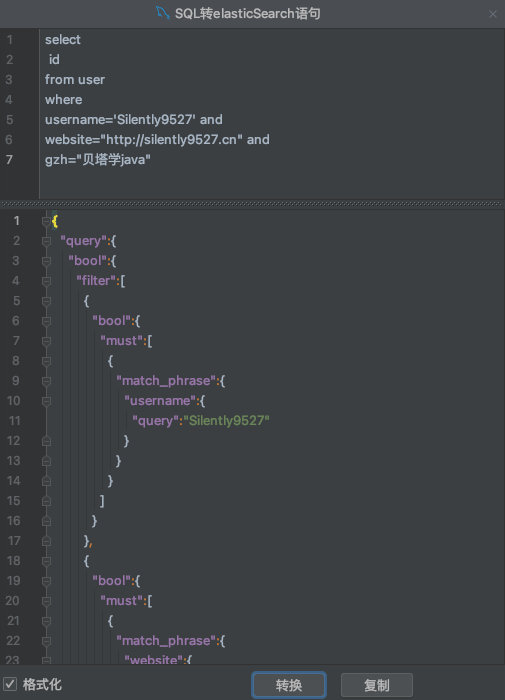 SQL转elasticSearch语句
1 select
2 id
3 from user
4 where
5 username='Silently9527' and
6 website="http://silently9527.cn" and
7 gzh="贝塔学java"
1 {
2 "query":{
3 "bool":{
4 "filter":[
5 {
6 "bool":{
7 "must":[
8 {
9 "match_phrase":{
10 "username":{
11 "query":"Silently9527"
12 }
13 }
14 }
15 ]
16 }
17 },
18 {
19 "bool":{
20 "must":[
21 {
22 "match_phrase":{
23 "website":{
格式化 转换 复制